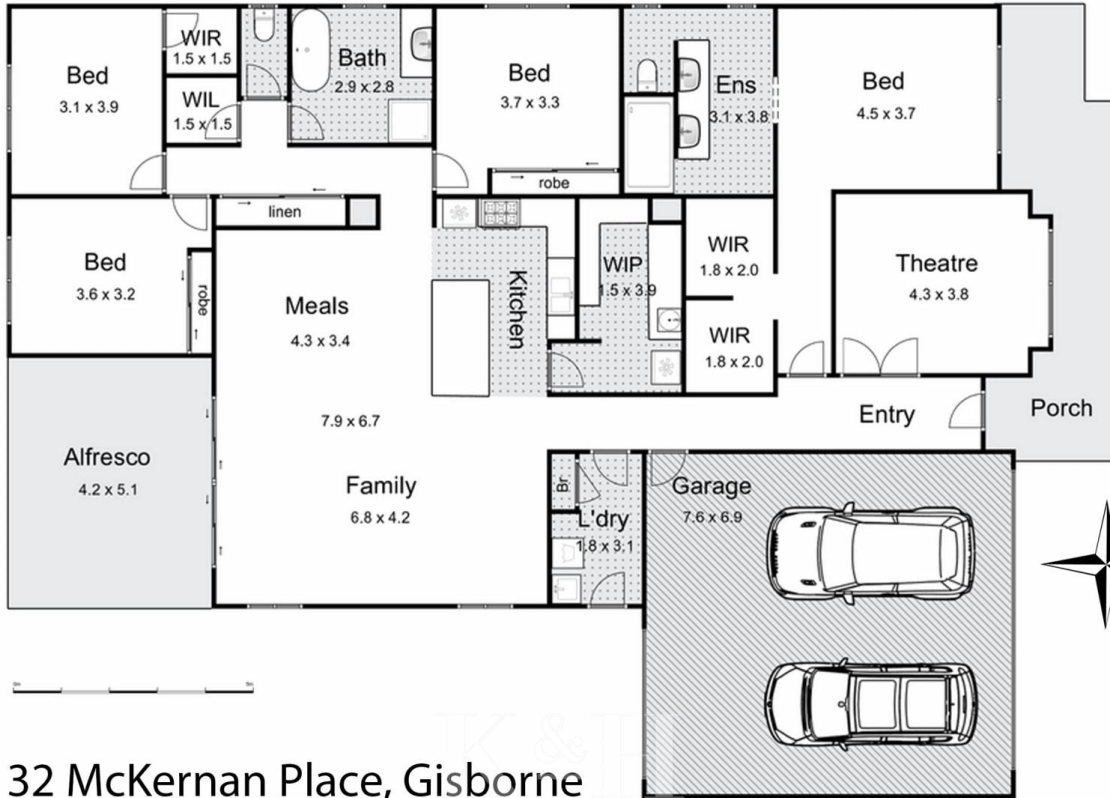 Bed
3.1 x 3.9
WIR
1.5 x 1.5
WIL
1.5 x 1.5
Bath
2.9 x 2.8
Bed
3.7 x 3.3
robe
Ens
3.1 x 3.8
Bed
4.5 x 3.7
linen
Bed
3.6 x 3.2
robe
Meals
4.3 x 3.4
Kitchen
WIP
1.5 x 3.9
WIR
1.8 x 2.0
WIR
1.8 x 2.0
Theatre
4.3 x 3.8
7.9 x 6.7
Entry
Porch
Alfresco
4.2 x 5.1
Family
6.8 x 4.2
Br
L'dry
1.8 x 3.1
Garage
7.6 x 6.9
0m
5m
K & H
32 McKernan Place, Gisborne